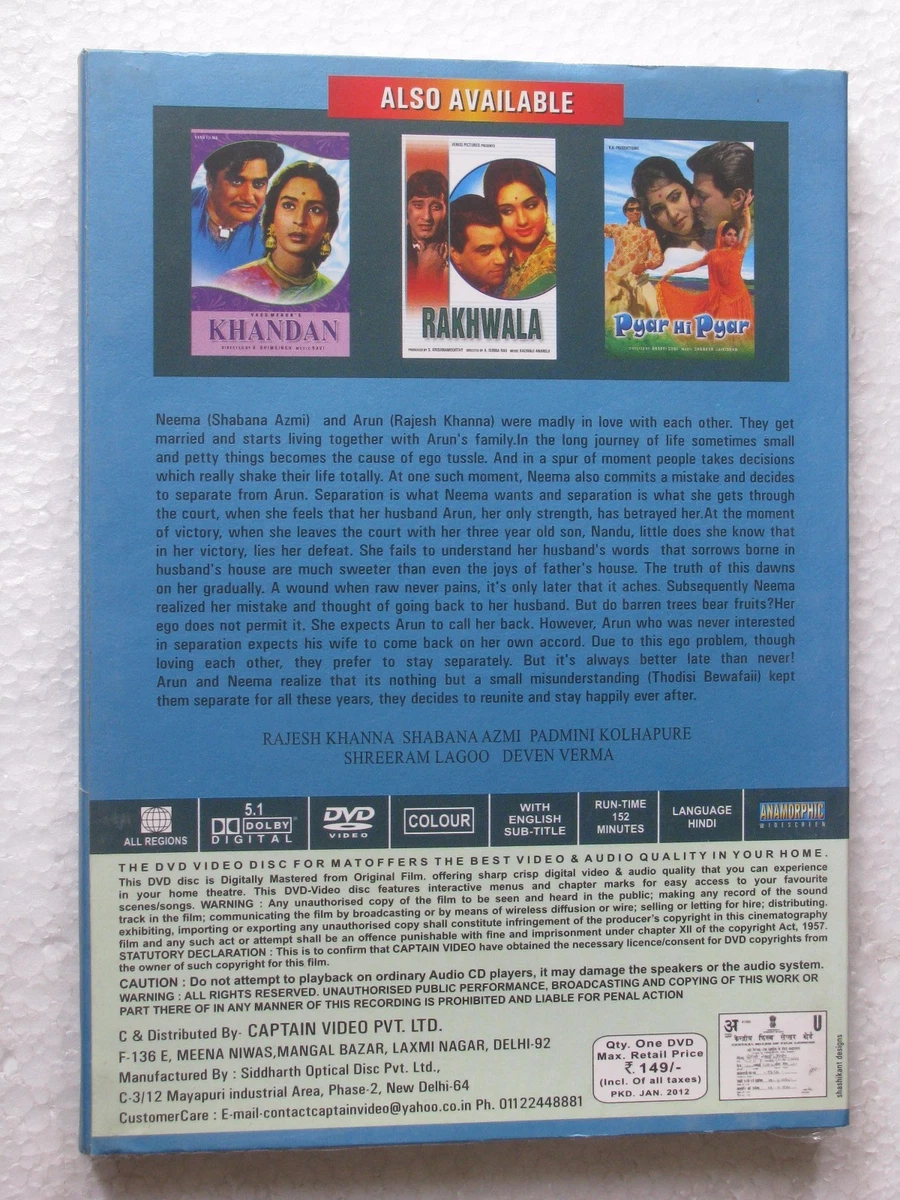 ALSO AVAILABLE
VASU FILMS
VENUS PICTURES PRESENTS
VASU MENON'S
KHANDAN
DIRECTED BY A. BHIMSINGH MUSIC RAVI
RAKHWALA
PRODUCED BY S. KRISHNAMOORTHY DIRECTED BY A. SUBBA RAO MUSIC KALYANJI ANANDJI
Pyar Hi Pyar
Neema (Shabana Azmi) and Arun (Rajesh Khanna) were madly in love with each other. They get
married and starts living together with Arun's family.In the long journey of life sometimes small
and petty things becomes the cause of ego tussle. And in a spur of moment people takes decisions
which really shake their life totally. At one such moment, Neema also commits a mistake and decides
to separate from Arun. Separation is what Neema wants and separation is what she gets through
the court, when she feels that her husband Arun, her only strength, has betrayed her.At the moment
of victory, when she leaves the court with her three year old son, Nandu, little does she know that
in her victory, lies her defeat. She fails to understand her husband's words that sorrows borne in
husband's house are much sweeter than even the joys of father's house. The truth of this dawns
on her gradually. A wound when raw never pains, it's only later that it aches. Subsequently Neema
realized her mistake and thought of going back to her husband. But do barren trees bear fruits?Her
ego does not permit it. She expects Arun to call her back. However, Arun who was never interested
in separation expects his wife to come back on her own accord. Due to this ego problem, though
loving each other, they prefer to stay separately. But it's always better late than never!
Arun and Neema realize that its nothing but a small misunderstanding (Thodisi Bewafaii) kept
them separate for all these years, they decides to reunite and stay happily ever after.
RAJESH KHANNA SHABANA AZMI PADMINI KOLHAPURE
SHREERAM LAGOO DEVEN VERMA
ALL REGIONS
5.1
DOLBY
DIGITAL
DVD
VIDEO
COLOUR
WITH
ENGLISH
SUB-TITLE
RUN-TIME
152
MINUTES
LANGUAGE
HINDI
ANAMORPHIC
WIDESCREEN
THE DVD VIDEO DISC FOR MATOFFERS THE BEST VIDEO & AUDIO QUALITY IN YOUR HOME.
This DVD disc is Digitally Mastered from Original Film. offering sharp crisp digital video & audio quality that you can experience
in your home theatre. This DVD-Video disc features interactive menus and chapter marks for easy access to your favourite
scenes/songs. WARNING : Any unauthorised copy of the film to be seen and heard in the public; making any record of the sound
track in the film; communicating the film by broadcasting or by means of wireless diffusion or wire; selling or letting for hire; distributing.
exhibiting, importing or exporting any unauthorised copy shall constitute infringement of the producer's copyright in this cinematography
film and any such act or attempt shall be an offence punishable with fine and imprisonment under chapter XII of the copyright Act, 1957.
STATUTORY DECLARATION : This is to confirm that CAPTAIN VIDEO have obtained the necessary licence/consent for DVD copyrights from
the owner of such copyright for this film.
CAUTION : Do not attempt to playback on ordinary Audio CD players, it may damage the speakers or the audio system.
WARNING : ALL RIGHTS RESERVED. UNAUTHORISED PUBLIC PERFORMANCE, BROADCASTING AND COPYING OF THIS WORK OR
PART THERE OF IN ANY MANNER OF THIS RECORDING IS PROHIBITED AND LIABLE FOR PENAL ACTION
C & Distributed By- CAPTAIN VIDEO PVT. LTD.
F-136 E, MEENA NIWAS,MANGAL BAZAR, LAXMI NAGAR, DELHI-92
Manufactured By : Siddharth Optical Disc Pvt. Ltd.,
C-3/12 Mayapuri industrial Area, Phase-2, New Delhi-64
CustomerCare : E-mail-contactcaptainvideo@yahoo.co.in Ph. 01122448881
Qty. One DVD
Max. Retail Price
₹ 149/-
(Incl. Of all taxes)
PKD. JAN. 2012
अ U
केन्द्रीय फिल्म सेन्सर बोर्ड
shashikant designs